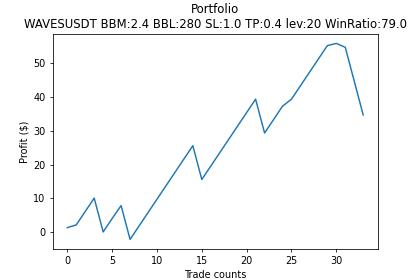 Portfolio
WAVESUSDT BBM:2.4 BBL:280 SL:1.0 TP:0.4 lev:20 WinRatio:79.0
50
40
30
20
10
0
Profit ($)
0 5 10 15 20 25 30
Trade counts